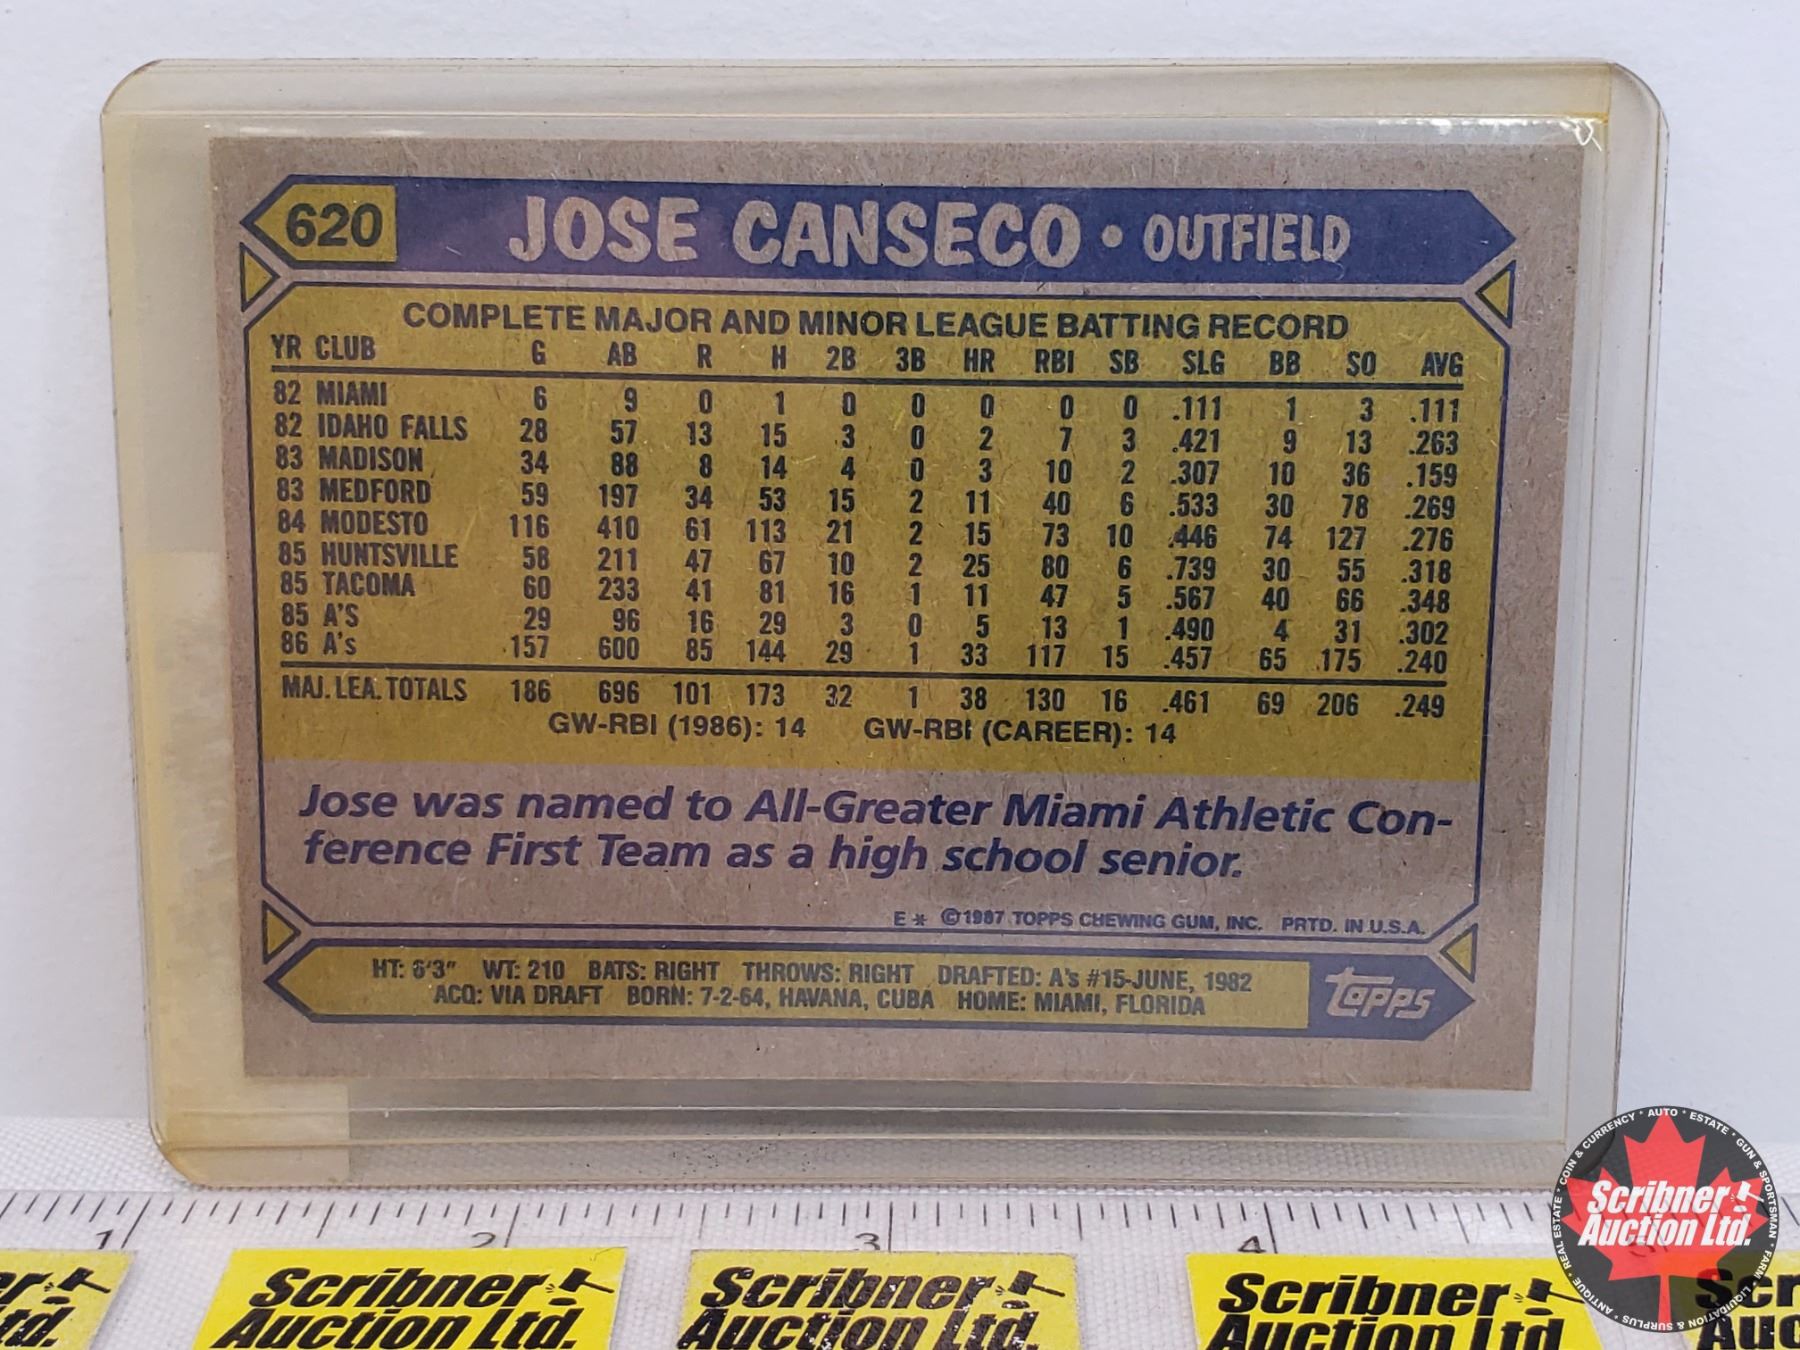 620 JOSE CANSECO • OUTFIELD
COMPLETE MAJOR AND MINOR LEAGUE BATTING RECORD
YR CLUB G AB R H 2B 3B HR RBI SB SLG BB SO AVG
82 MIAMI 6 9 0 1 0 0 0 0 0 .111 1 3 .111
82 IDAHO FALLS 28 57 13 15 3 0 2 7 3 .421 9 13 .263
83 MADISON 34 88 8 14 4 0 3 10 2 .307 10 36 .159
83 MEDFORD 59 197 34 53 15 2 11 40 6 .533 30 78 .269
84 MODESTO 116 410 61 113 21 2 15 73 10 .446 74 127 .276
85 HUNTSVILLE 58 211 47 67 10 2 25 80 6 .739 30 55 .318
85 TACOMA 60 233 41 81 16 1 11 47 5 .567 40 66 .348
85 A'S 29 96 16 29 3 0 5 13 1 .490 4 31 .302
86 A's 157 600 85 144 29 1 33 117 15 .457 65 175 .240
MAJ. LEA. TOTALS 186 696 101 173 32 1 38 130 16 .461 69 206 .249
GW-RBI (1986): 14 GW-RBI (CAREER): 14
Jose was named to All-Greater Miami Athletic Con-
ference First Team as a high school senior.
E * ©1987 TOPPS CHEWING GUM, INC. PRTD. IN U.S.A.
HT: 6'3" WT: 210 BATS: RIGHT THROWS: RIGHT DRAFTED: A's #15-JUNE, 1982
ACQ: VIA DRAFT BORN: 7-2-64, HAVANA, CUBA HOME: MIAMI, FLORIDA
TOPPS
1 2 3 4
Scribner
Auction Ltd.
Scribner
Auction Ltd.
Scribner
Auction Ltd.
COIN & CURRENCY * AUTO * ESTATE * GUN & SPORTSMAN * FARM * LIQUIDATION & SURPLUS * ANTIQUE * REAL ESTATE *
Scribner
Auction Ltd.